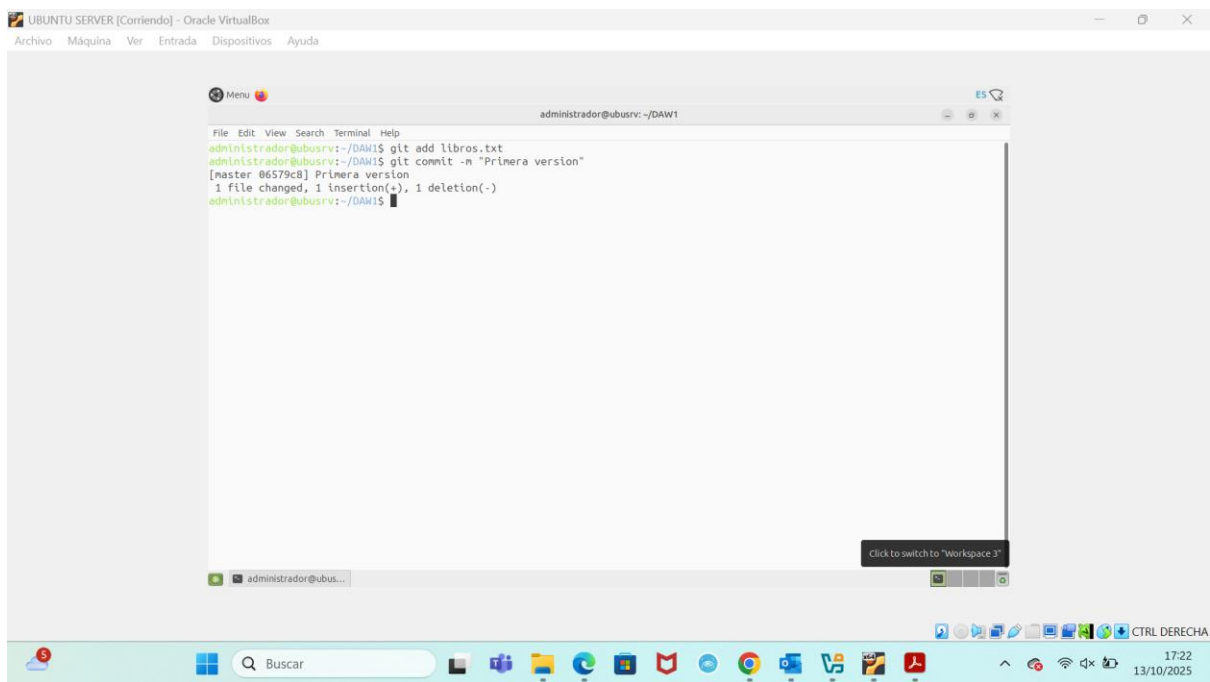 UBUNTU SERVER [Corriendo] - Oracle VirtualBox
Archivo Máquina Ver Entrada Dispositivos Ayuda
Menu ES
administrador@ubusrv: ~/DAW1
File Edit View Search Terminal Help
administrador@ubusrv:~/DAW1$ git add libros.txt
administrador@ubusrv:~/DAW1$ git commit -m "Primera version"
[master 06579c8] Primera version
1 file changed, 1 insertion(+), 1 deletion(-)
administrador@ubusrv:~/DAW1$
Click to switch to "Workspace 3"
administrador@ubus...
CTRL DERECHA
5
Buscar
17:22
13/10/2025